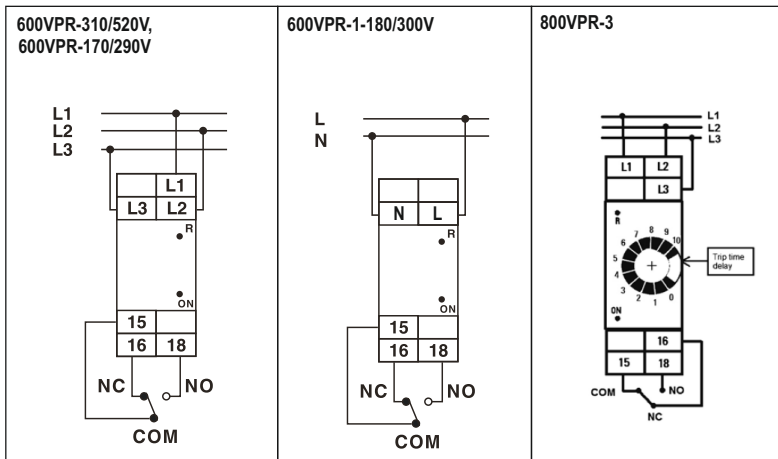 600VPR-310/520V,
600VPR-170/290V
L1
L2
L3
L1
L3 L2
R
ON
15
16 18
NC NO
COM
600VPR-1-180/300V
L
N
N L
R
ON
15
16 18
NC NO
COM
800VPR-3
L1
L2
L3
L1 L2
L3
R
0 1 2 3 4 5 6 7 8 9 10
Trip time
delay
ON
16
15 18
COM NO
NC